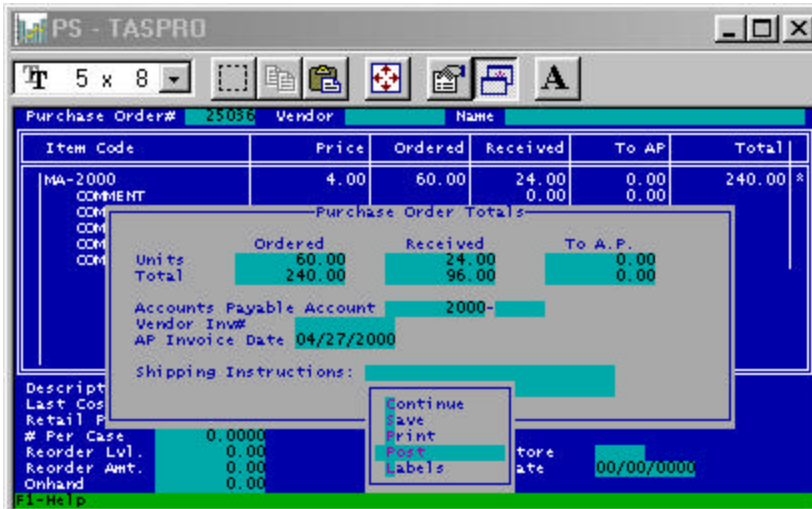 PS - TASPRO
Tr 5 x 8 A
Purchase Order# 25036 Vendor Name
Item Code Price Ordered Received To AP Total
MA-2000 4.00 60.00 24.00 0.00 240.00 *
COMMENT 0.00 0.00
COM
COM
COM
COM
Purchase Order Totals
Ordered Received To A.P.
Units 60.00 24.00 0.00
Total 240.00 96.00 0.00
Accounts Payable Account 2000-
Vendor Inv#
AP Invoice Date 04/27/2000
Shipping Instructions:
Descript
Last Cos
Retail P
# Per Case 0.0000
Reorder Lvl. 0.00 tore
Reorder Amt. 0.00 ate 00/00/0000
Onhand 0.00
Continue
Save
Print
Post
Labels
F1-Help